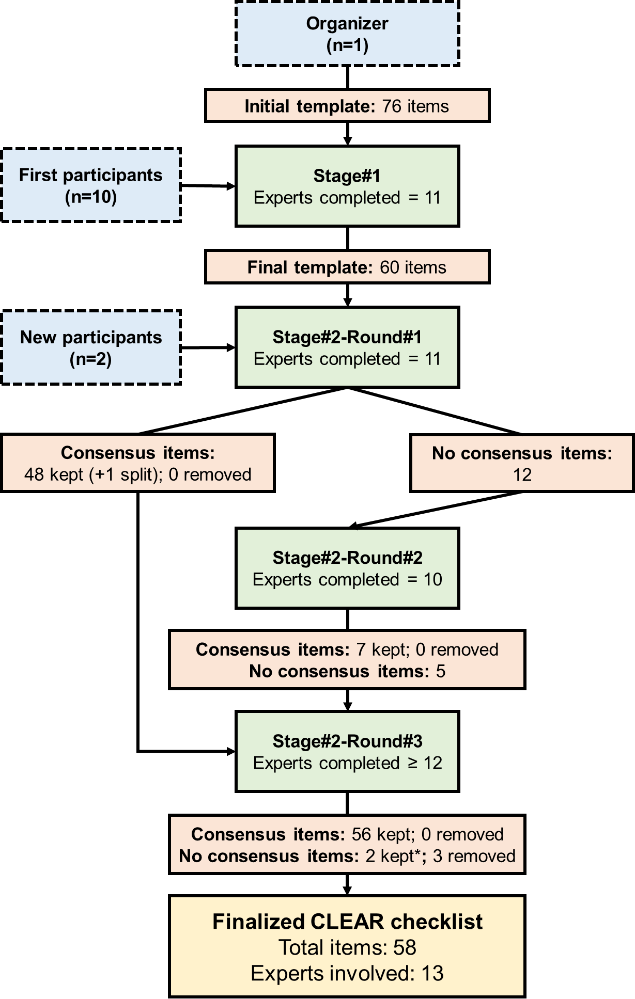 Organizer
(n=1)
Initial template: 76 items
First participants
(n=10)
Stage#1
Experts completed = 11
Final template: 60 items
New participants
(n=2)
Stage#2-Round#1
Experts completed = 11
Consensus items:
48 kept (+1 split); 0 removed
No consensus items:
12
Stage#2-Round#2
Experts completed = 10
Consensus items: 7 kept; 0 removed
No consensus items: 5
Stage#2-Round#3
Experts completed ≥ 12
Consensus items: 56 kept; 0 removed
No consensus items: 2 kept*; 3 removed
Finalized CLEAR checklist
Total items: 58
Experts involved: 13